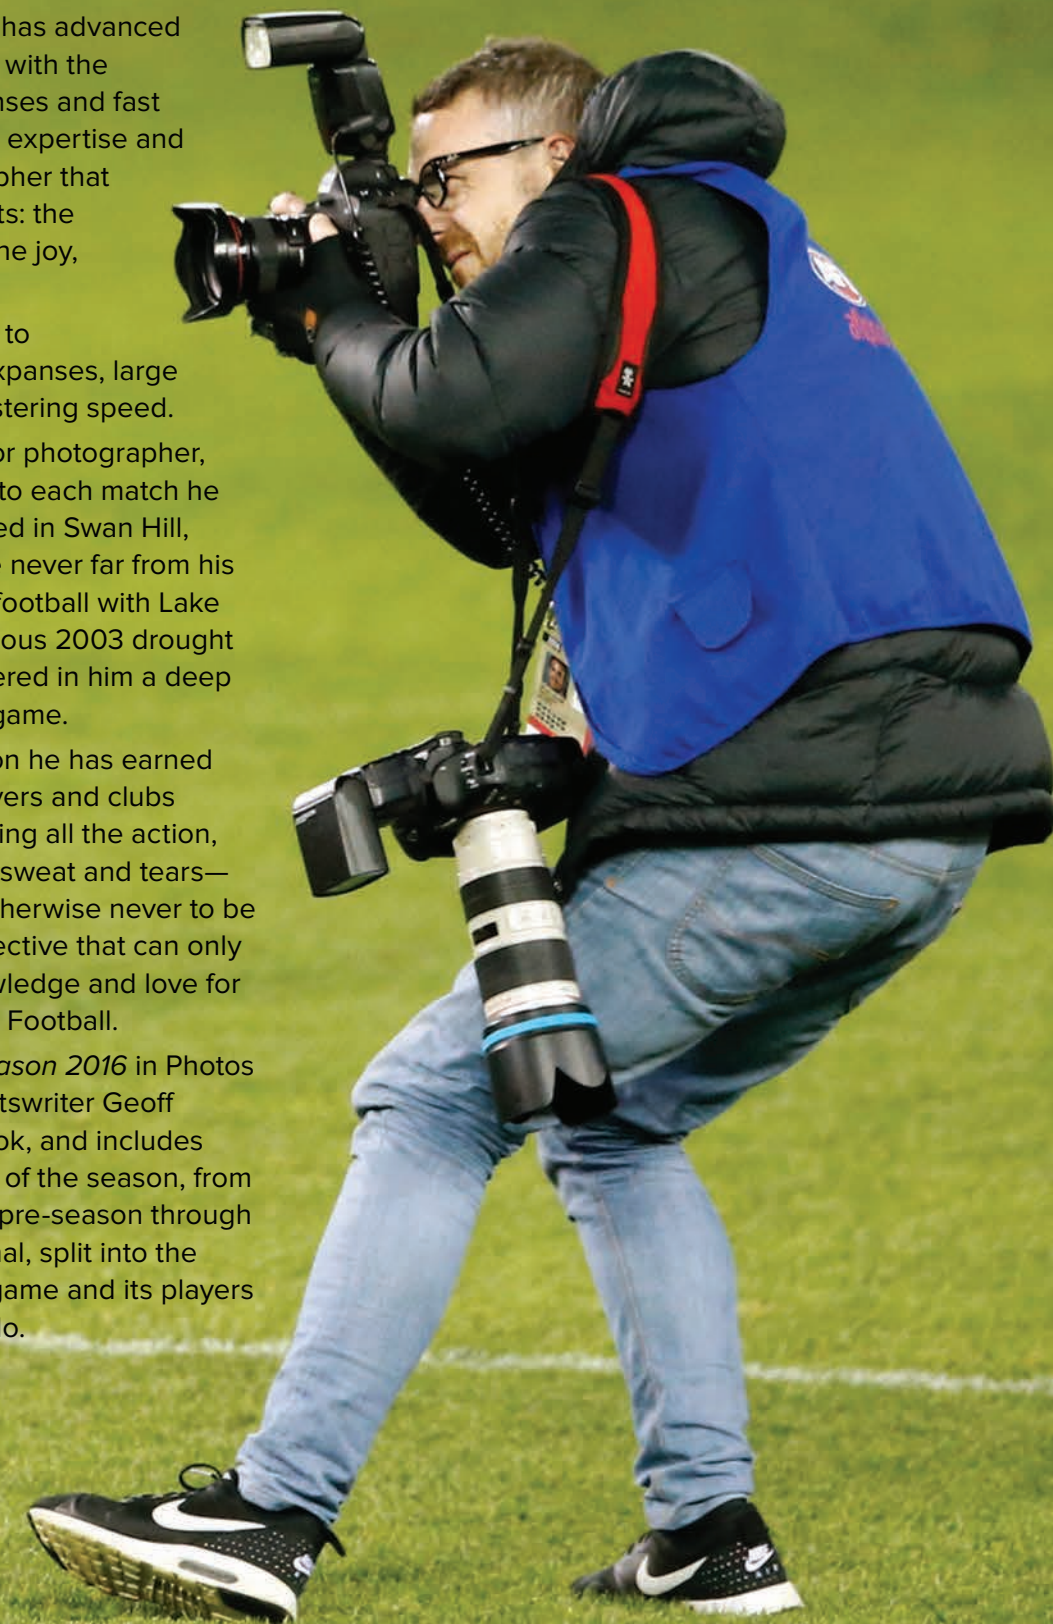 has advanced
with the
nses and fast
expertise and
pher that
ts: the
he joy,
to
xpanses, large
stering speed.
or photographer,
to each match he
ed in Swan Hill,
e never far from his
football with Lake
ious 2003 drought
ered in him a deep
game.
on he has earned
yers and clubs
ring all the action,
sweat and tears—
herwise never to be
ective that can only
wledge and love for
Football.
ason 2016 in Photos
tswriter Geoff
ok, and includes
of the season, from
pre-season through
nal, split into the
game and its players
lo.